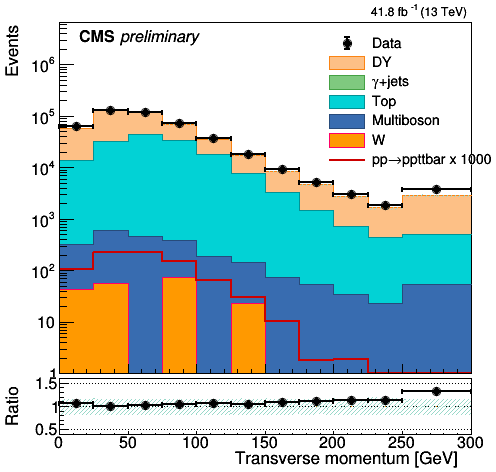 41.8 fb⁻¹ (13 TeV)
CMS preliminary
Events
10⁶
10⁵
10⁴
10³
10²
10
1
Data
DY
γ+jets
Top
Multiboson
W
pp→ppttbar x 1000
Ratio
1.5
1
0.5
0 50 100 150 200 250 300
Transverse momentum [GeV]